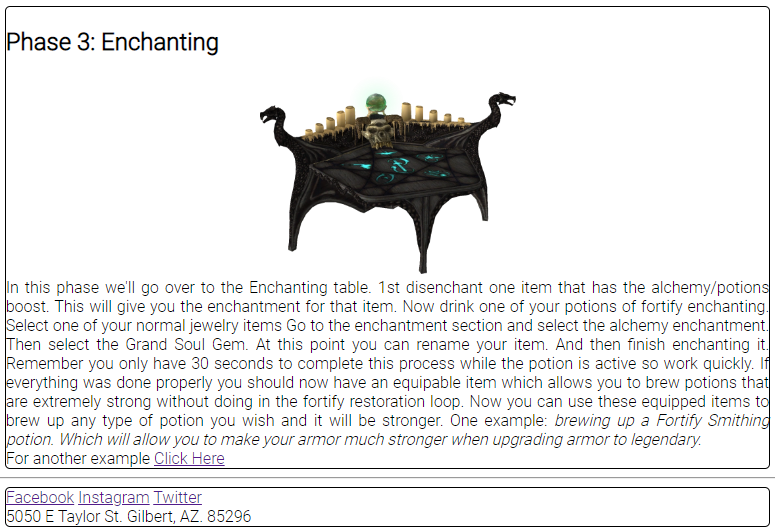 Phase 3: Enchanting
In this phase we'll go over to the Enchanting table. 1st disenchant one item that has the alchemy/potions
boost. This will give you the enchantment for that item. Now drink one of your potions of fortify enchanting.
Select one of your normal jewelry items Go to the enchantment section and select the alchemy enchantment.
Then select the Grand Soul Gem. At this point you can rename your item. And then finish enchanting it.
Remember you only have 30 seconds to complete this process while the potion is active so work quickly. If
everything was done properly you should now have an equipable item which allows you to brew potions that
are extremely strong without doing in the fortify restoration loop. Now you can use these equipped items to
brew up any type of potion you wish and it will be stronger. One example: brewing up a Fortify Smithing
potion. Which will allow you to make your armor much stronger when upgrading armor to legendary.
For another example Click Here
Facebook Instagram Twitter
5050 E Taylor St. Gilbert, AZ. 85296